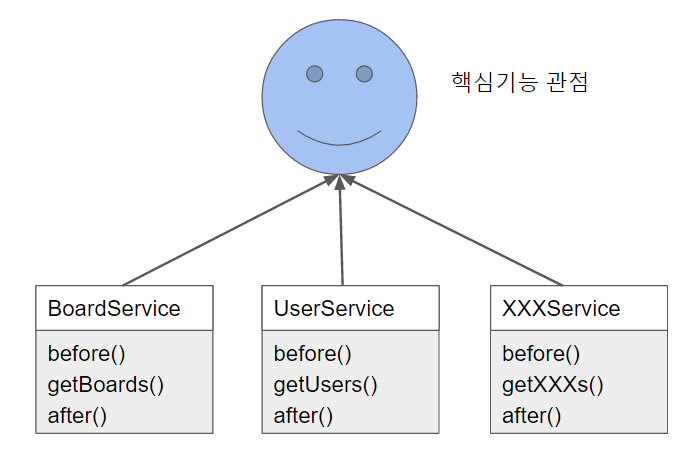 핵심기능 관점
BoardService
before()
getBoards()
after()
UserService
before()
getUsers()
after()
XXXService
before()
getXXXs()
after()